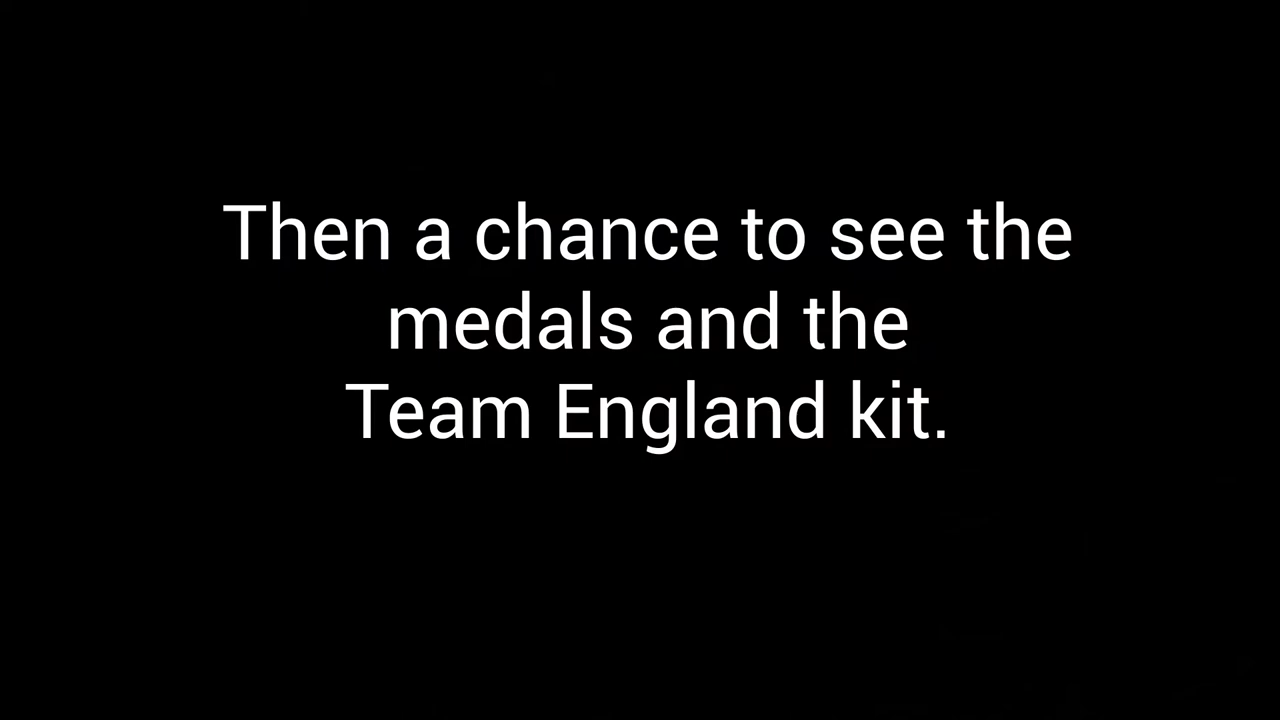 Then a chance to see the
medals and the
Team England kit.